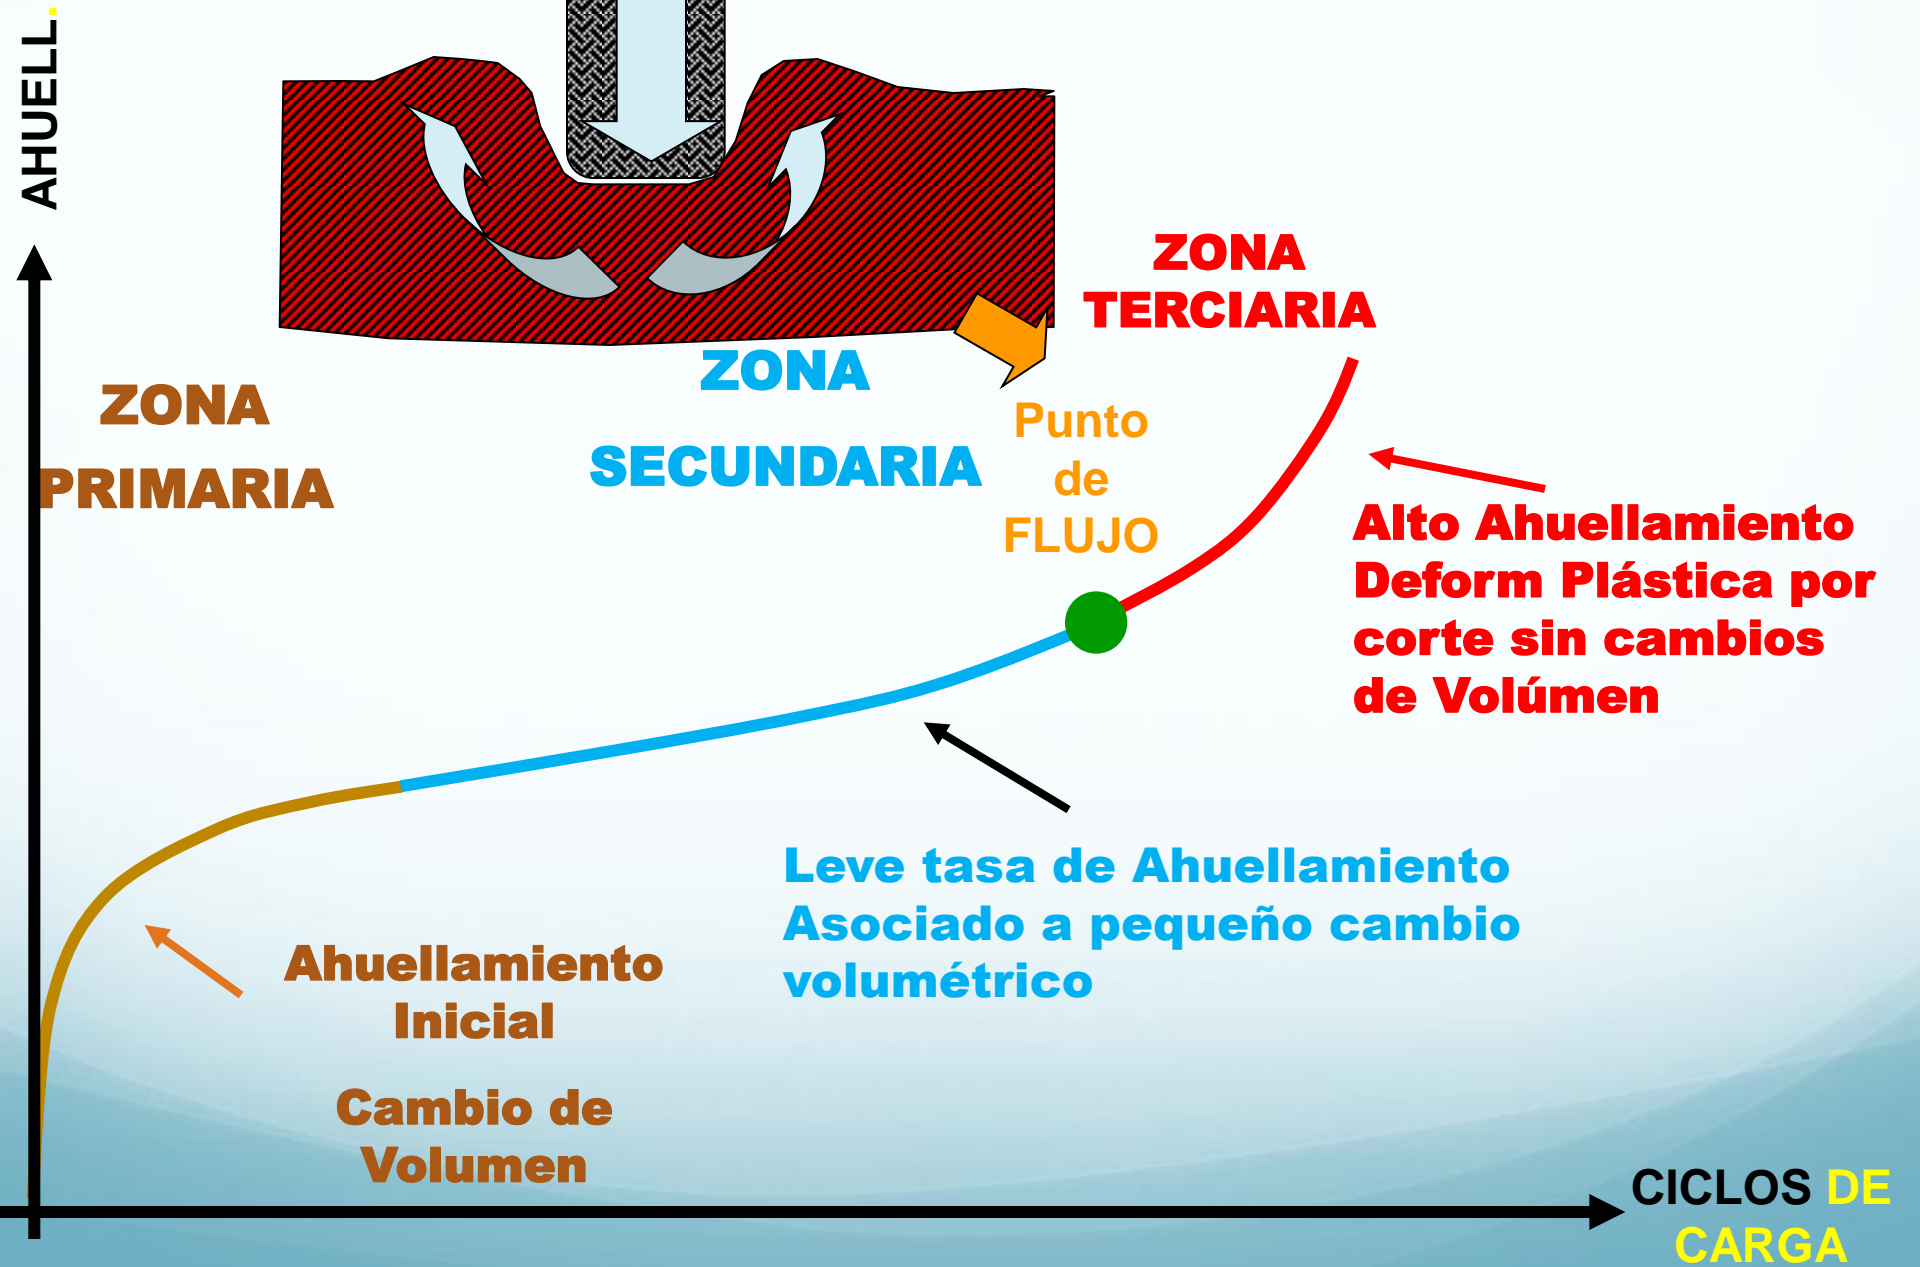 AHUELL.
ZONA
PRIMARIA
ZONA
SECUNDARIA
ZONA
TERCIARIA
Punto
de
FLUJO
Alto Ahuellamiento
Deform Plástica por
corte sin cambios
de Volúmen
Leve tasa de Ahuellamiento
Asociado a pequeño cambio
volumétrico
Ahuellamiento
Inicial
Cambio de
Volumen
CICLOS DE
CARGA